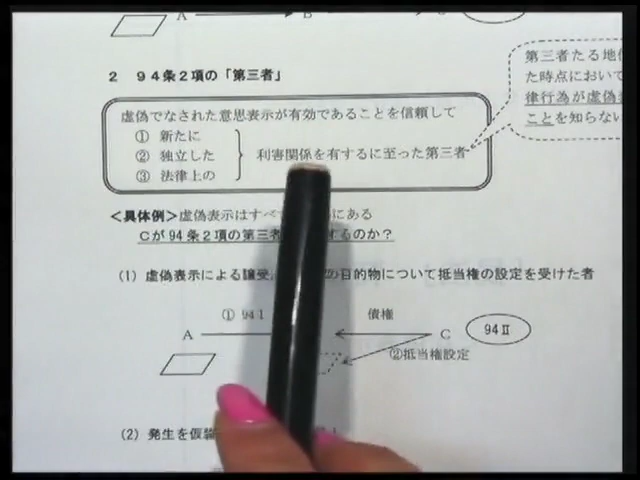 A B
2 94条2項の「第三者」
虚偽でなされた意思表示が有効であることを信頼して
① 新たに
② 独立した
③ 法律上の
利害関係を有するに至った第三者
第三者たる地
た時点において
律行為が虚偽
ことを知らな
<具体例>虚偽表示はすべ にある
Cが94条2項の第三者 するのか?
(1) 虚偽表示による譲受 の目的物について抵当権の設定を受けた者
① 94Ⅰ 債権
A C 94Ⅱ
②抵当権設定
(2) 発生を仮装